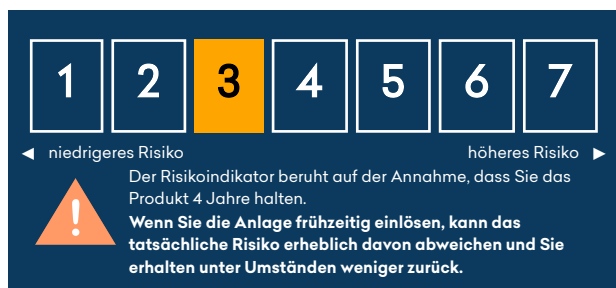 1 2 3 4 5 6 7
◄ niedrigeres Risiko höheres Risiko ►
Der Risikoindikator beruht auf der Annahme, dass Sie das
Produkt 4 Jahre halten.
!
Wenn Sie die Anlage frühzeitig einlösen, kann das
tatsächliche Risiko erheblich davon abweichen und Sie
erhalten unter Umständen weniger zurück.